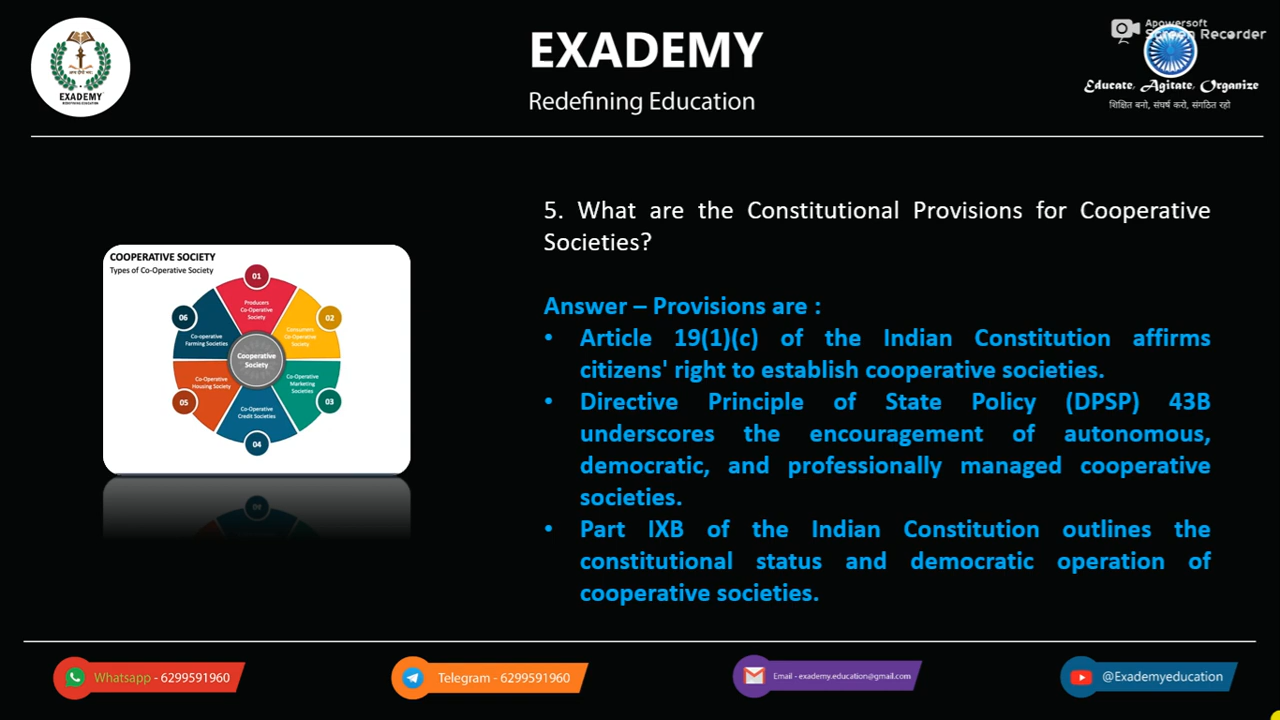 EXADEMY
Redefining Education
EXADEMY
REDEFINING EDUCATION
Apowersoft
Screen Recorder
Educate, Agitate, Organize
शिक्षित बनो, संघर्ष करो, संगठित रहो
5. What are the Constitutional Provisions for Cooperative
Societies?
Answer – Provisions are :
• Article 19(1)(c) of the Indian Constitution affirms
citizens' right to establish cooperative societies.
• Directive Principle of State Policy (DPSP) 43B
underscores the encouragement of autonomous,
democratic, and professionally managed cooperative
societies.
• Part IXB of the Indian Constitution outlines the
constitutional status and democratic operation of
cooperative societies.
COOPERATIVE SOCIETY
Types of Co-Operative Society
01
Producers
Co-Operative
Society
02
Consumers
Co-Operative
Society
03
Co-Operative
Marketing
Societies
04
Co-Operative
Credit Societies
05
Co-Operative
Housing Society
06
Co-operative
Farming Societies
Cooperative
Society
Whatsapp - 6299591960
Telegram - 6299591960
Email - exademy.education@gmail.com
@Exademyeducation